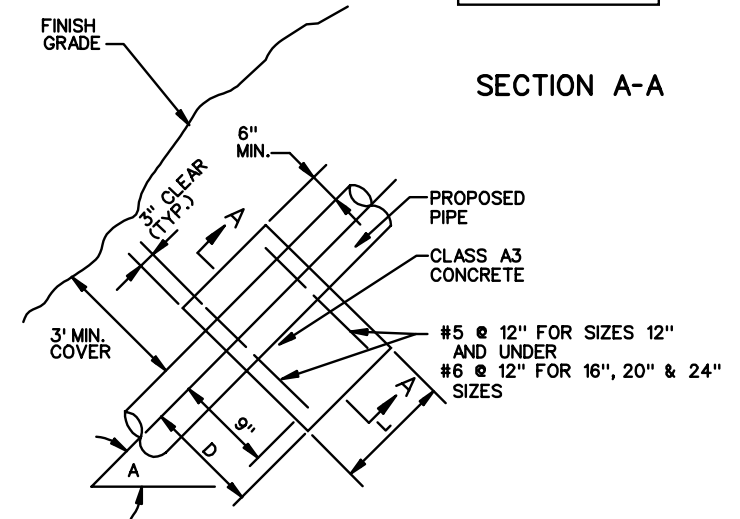 FINISH
GRADE
SECTION A-A
6"
MIN.
3" CLEAR
(TYP.)
A
PROPOSED
PIPE
CLASS A3
CONCRETE
3' MIN.
COVER
#5 @ 12" FOR SIZES 12"
AND UNDER
#6 @ 12" FOR 16", 20" & 24"
SIZES
A
L
9"
D
A